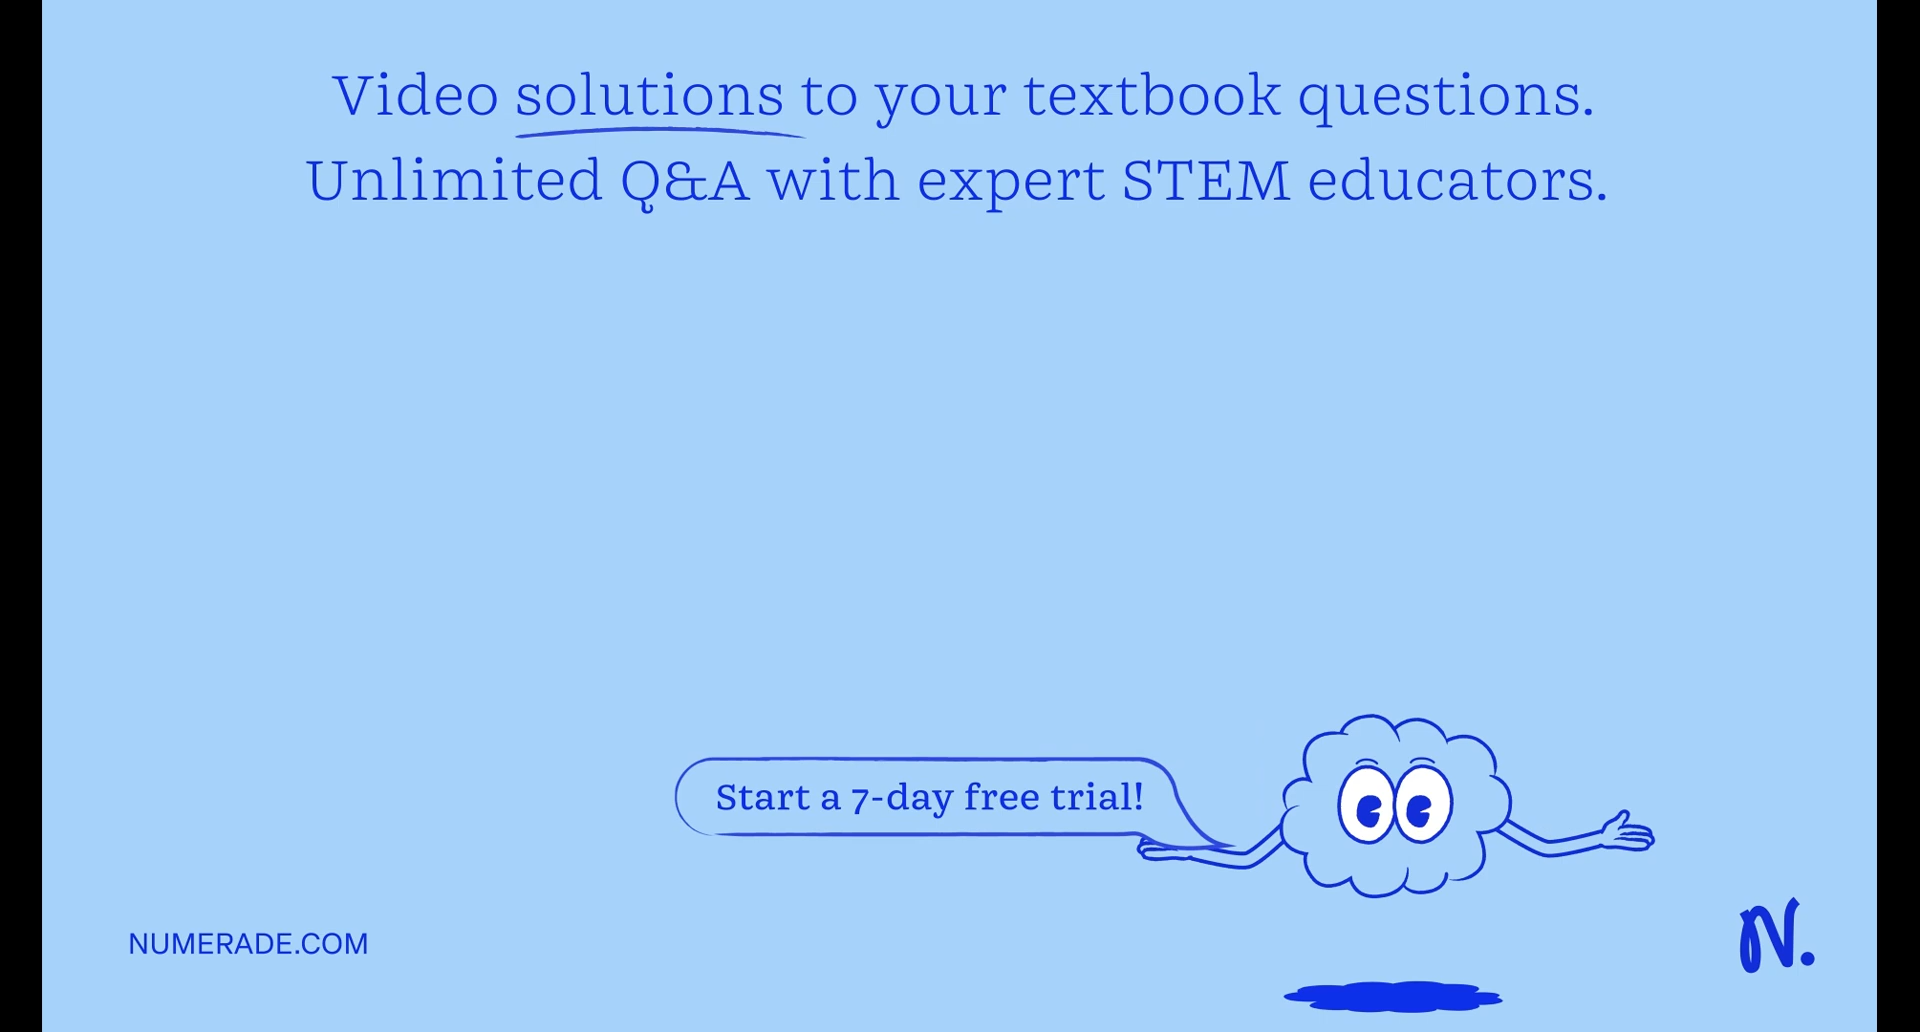 Video solutions to your textbook questions.
Unlimited Q&A with expert STEM educators.
Start a 7-day free trial!
NUMERADE.COM
N.